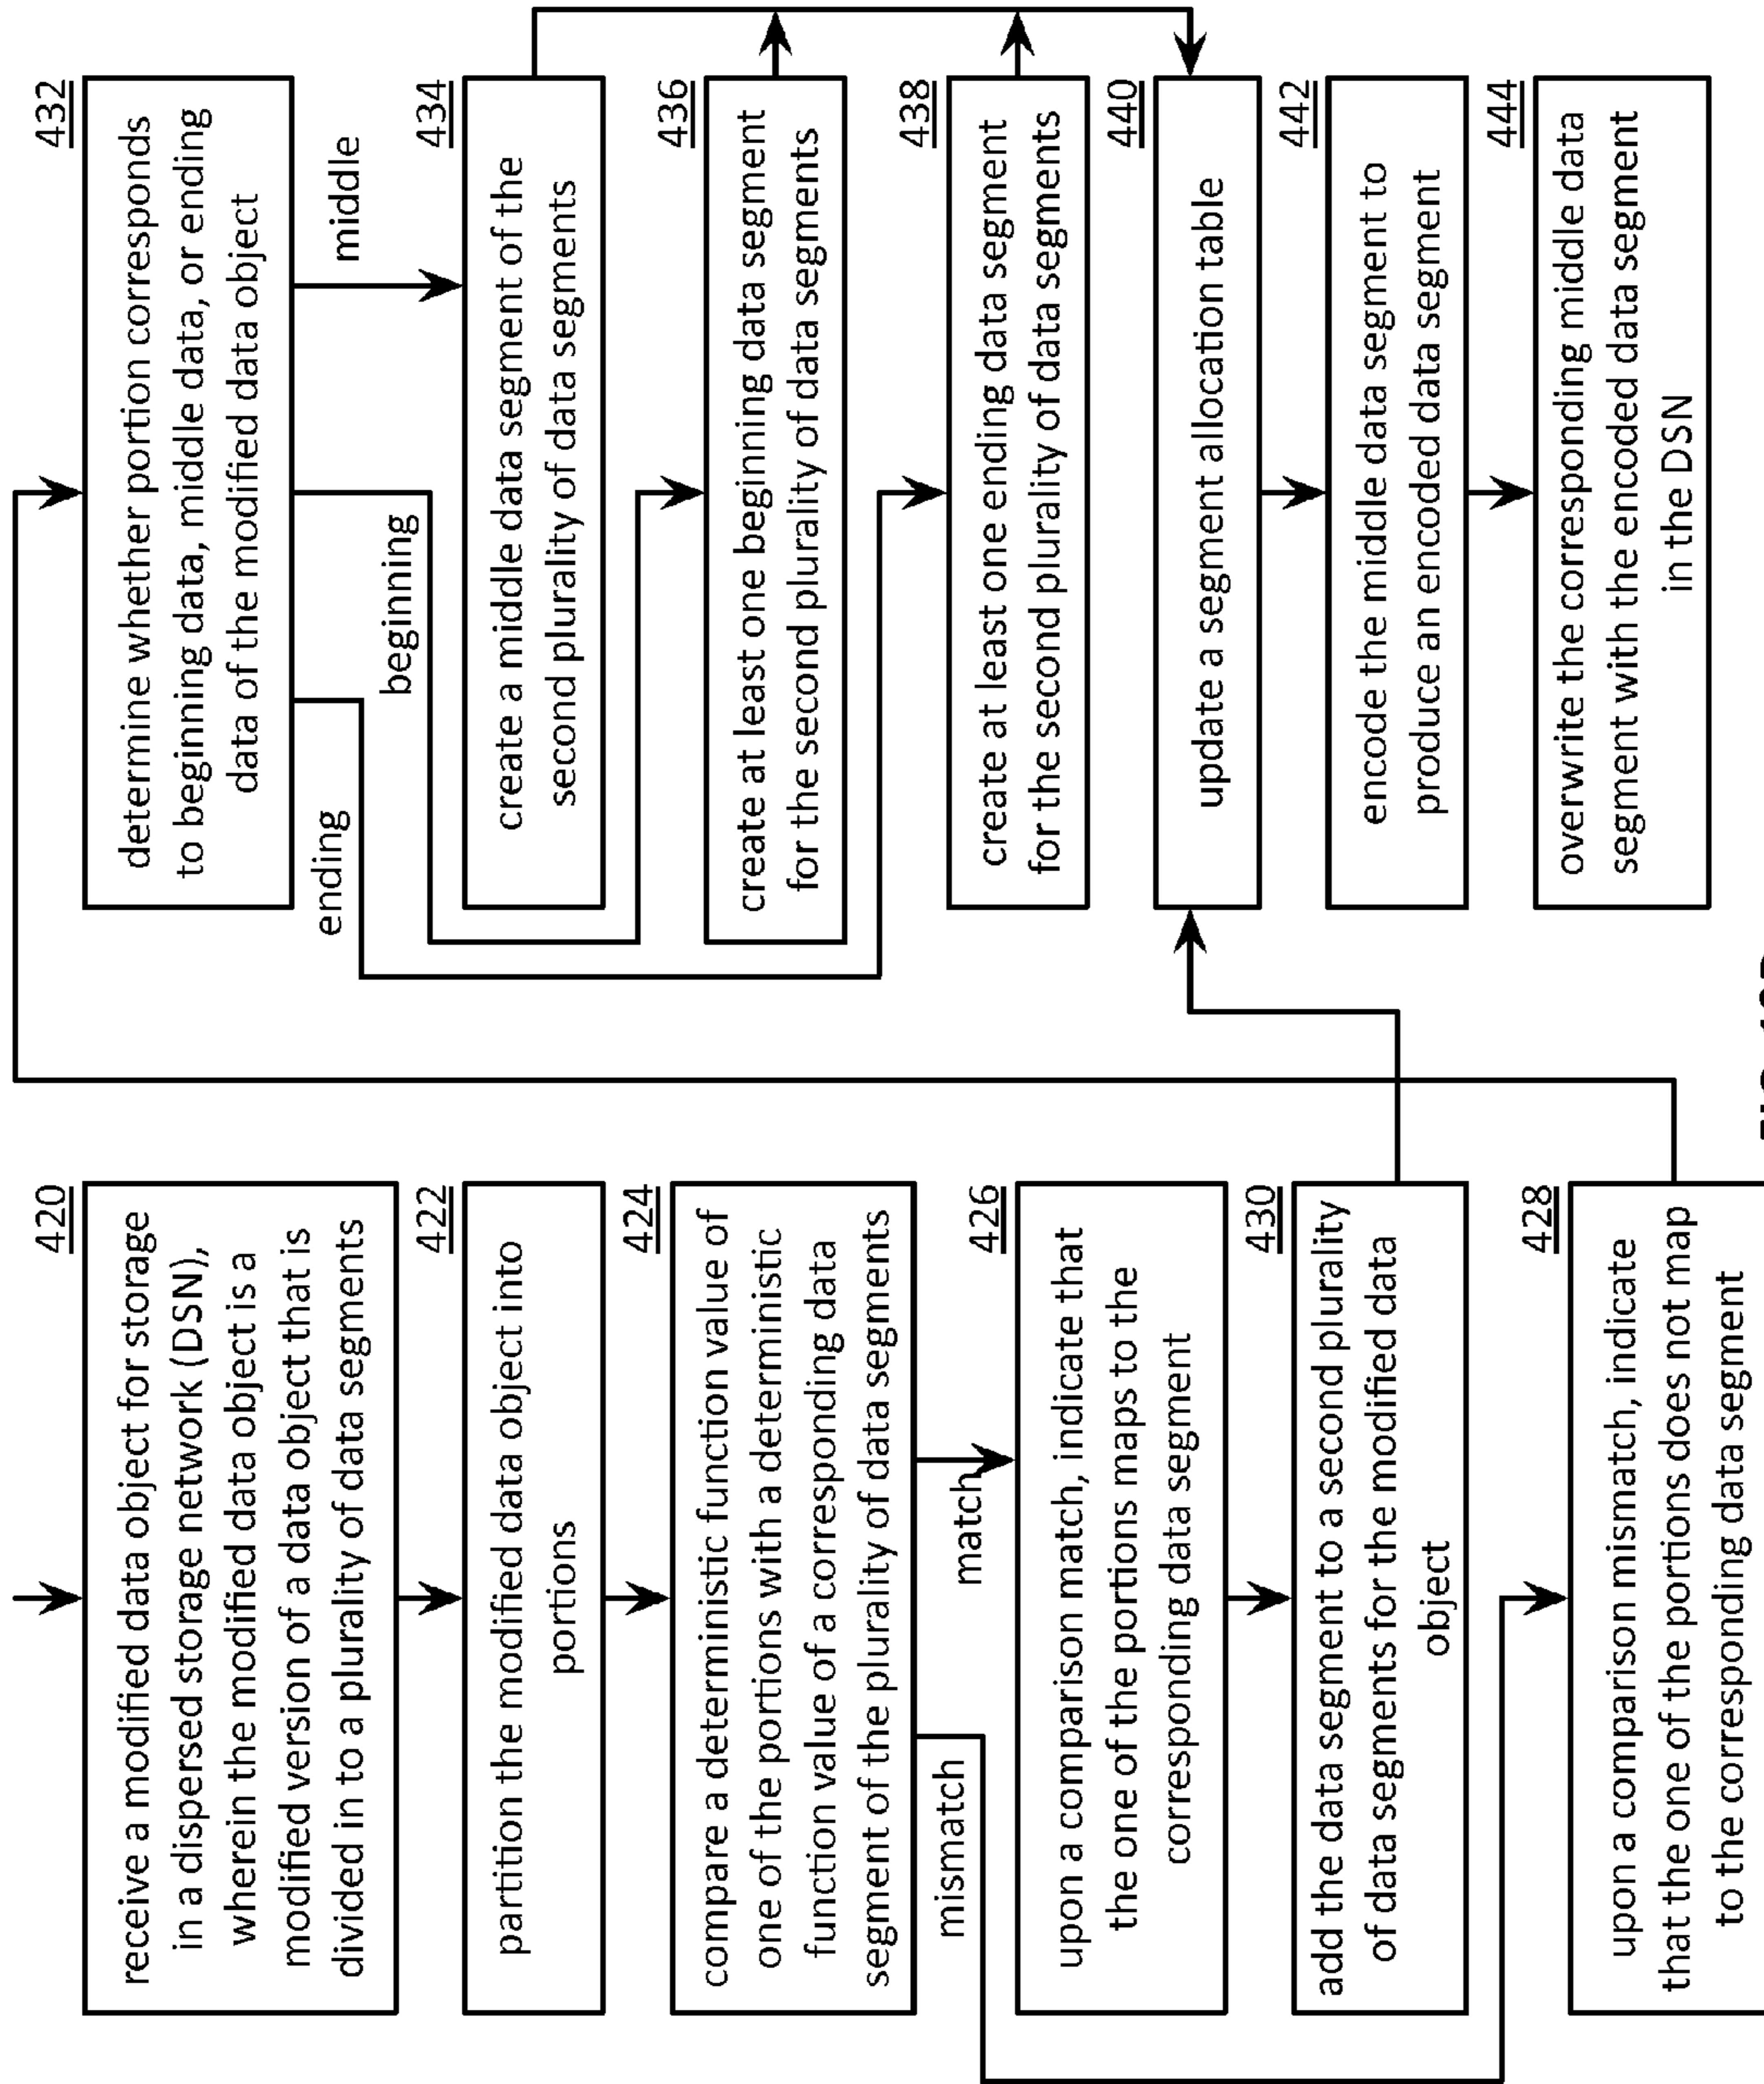 420
receive a modified data object for storage
in a dispersed storage network (DSN),
wherein the modified data object is a
modified version of a data object that is
divided in to a plurality of data segments
422
partition the modified data object into
portions
424
compare a deterministic function value of
one of the portions with a deterministic
function value of a corresponding data
segment of the plurality of data segments
mismatch
match
426
upon a comparison match, indicate that
the one of the portions maps to the
corresponding data segment
430
add the data segment to a second plurality
of data segments for the modified data
object
428
upon a comparison mismatch, indicate
that the one of the portions does not map
to the corresponding data segment
432
determine whether portion corresponds
to beginning data, middle data, or ending
data of the modified data object
ending
beginning
middle
434
create a middle data segment of the
second plurality of data segments
436
create at least one beginning data segment
for the second plurality of data segments
438
create at least one ending data segment
for the second plurality of data segments
440
update a segment allocation table
442
encode the middle data segment to
produce an encoded data segment
444
overwrite the corresponding middle data
segment with the encoded data segment
in the DSN